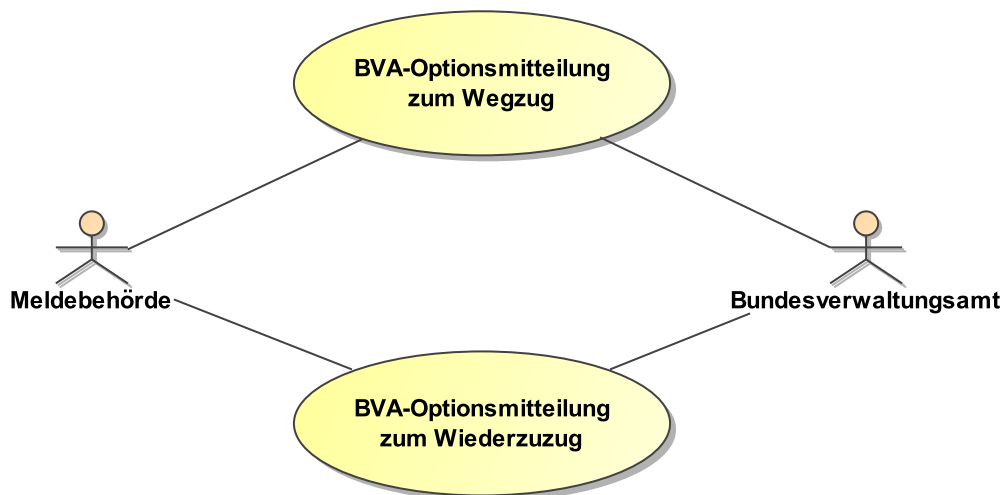 BVA-Optionsmitteilung
zum Wegzug
Meldebehörde
Bundesverwaltungsamt
BVA-Optionsmitteilung
zum Wiederzuzug